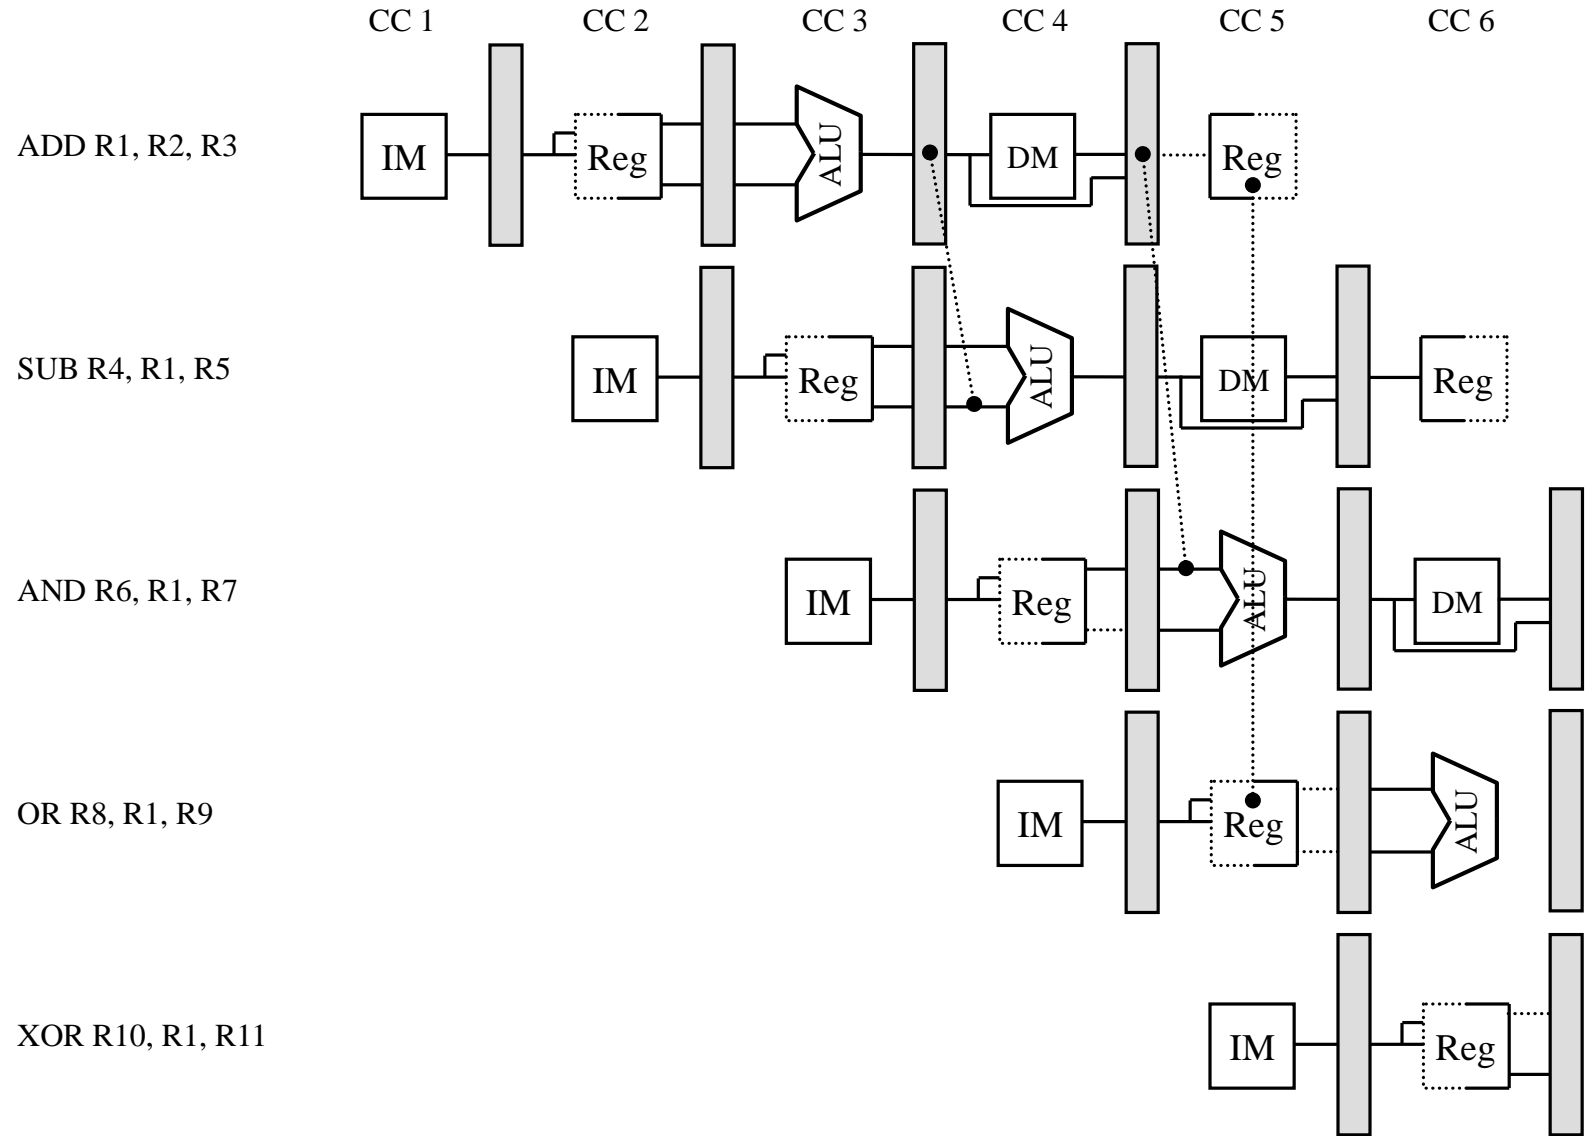 CC 1 CC 2 CC 3 CC 4 CC 5 CC 6
ADD R1, R2, R3 IM Reg ALU DM Reg
SUB R4, R1, R5 IM Reg ALU DM Reg
AND R6, R1, R7 IM Reg ALU DM
OR R8, R1, R9 IM Reg ALU
XOR R10, R1, R11 IM Reg